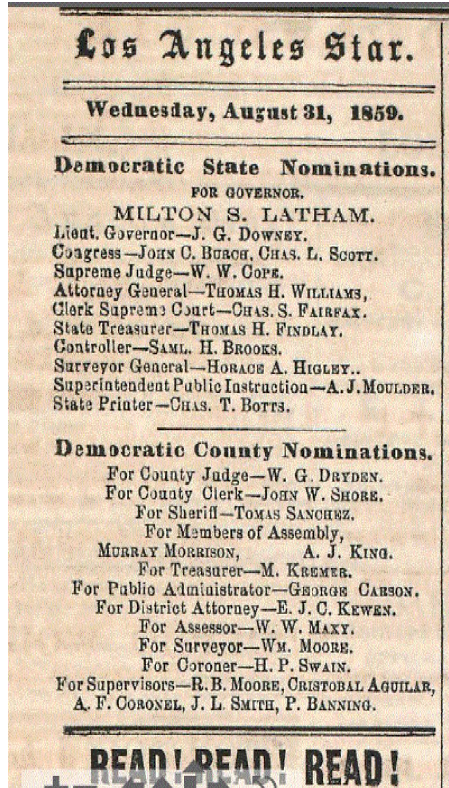 Los Angeles Star.
Wednesday, August 31, 1859.
Democratic State Nominations.
FOR GOVERNOR.
MILTON S. LATHAM.
Lieut. Governor—J. G. DOWNEY.
Congress—JOHN C. BURCH, CHAS. L. SCOTT.
Supreme Judge—W. W. COPE.
Attorney General—THOMAS H. WILLIAMS,
Clerk Supreme Court—CHAS. S. FAIRFAX.
State Treasurer—THOMAS H. FINDLAY.
Controller—SAML. H. BROOKS.
Surveyor General—HORACE A. HIGLEY..
Superintendent Public Instruction—A. J. MOULDER.
State Printer—CHAS. T. BOTTS.
Democratic County Nominations.
For County Judge—W. G. DRYDEN.
For County Clerk—JOHN W. SHORE.
For Sheriff—TOMAS SANCHEZ.
For Members of Assembly,
MURRAY MORRISON, A. J. KING.
For Treasurer—M. KREMER.
For Public Administrator—GEORGE CARSON.
For District Attorney—E. J. C. KEWEN.
For Assessor—W. W. MAXY.
For Surveyor—WM. MOORE.
For Coroner—H. P. SWAIN.
For Supervisors—R. B. MOORE, CRISTOBAL AGUILAR,
A. F. CORONEL, J. L. SMITH, P. BANNING.
READ! READ! READ!